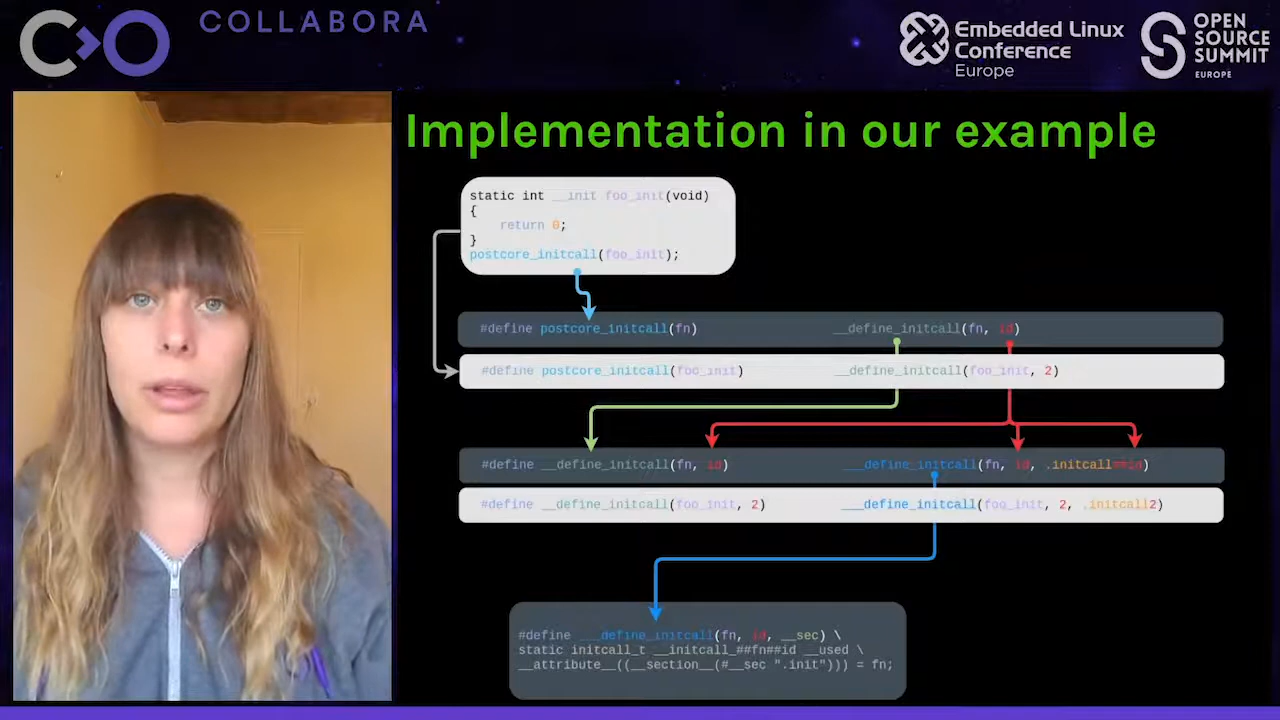 COLLABORA
Embedded Linux
Conference
Europe
OPEN
SOURCE
SUMMIT
EUROPE
Implementation in our example
static int __init foo_init(void)
{
return 0;
}
postcore_initcall(foo_init);
#define postcore_initcall(fn) __define_initcall(fn, id)
#define postcore_initcall(foo_init) __define_initcall(foo_init, 2)
#define __define_initcall(fn, id) ___define_initcall(fn, id, .initcall##id)
#define __define_initcall(foo_init, 2) ___define_initcall(foo_init, 2, .initcall2)
#define ___define_initcall(fn, id, __sec) \
static initcall_t __initcall_##fn##id __used \
__attribute__((__section__(#__sec ".init"))) = fn;